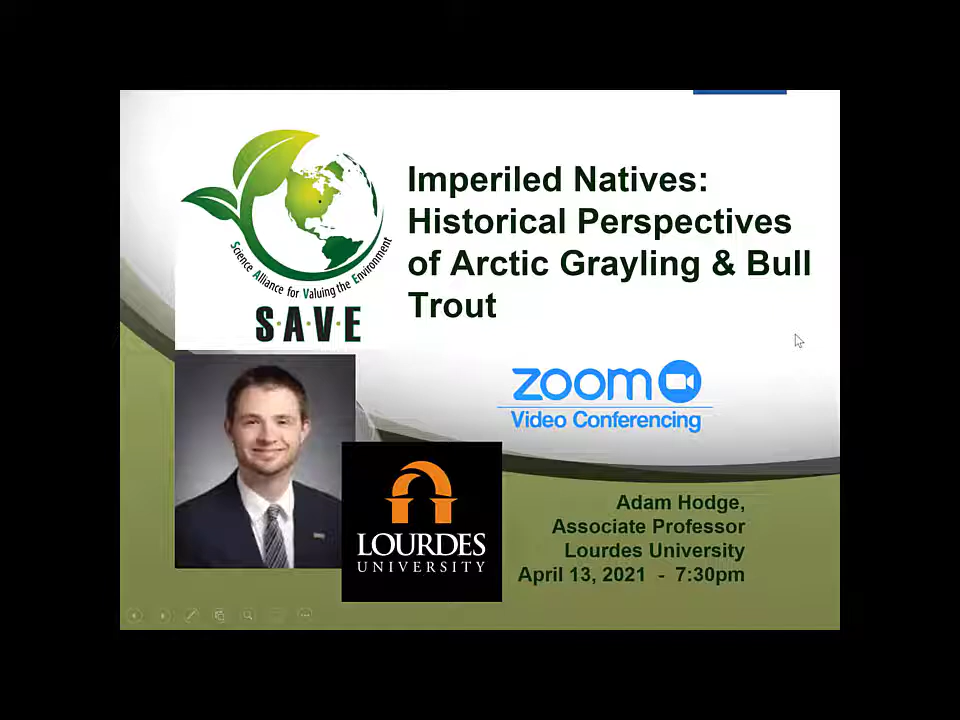 Imperiled Natives:
Historical Perspectives
of Arctic Grayling & Bull
Trout
Science Alliance for Valuing the Environment
S·A·V·E
zoom
Video Conferencing
LOURDES
UNIVERSITY
Adam Hodge,
Associate Professor
Lourdes University
April 13, 2021 - 7:30pm